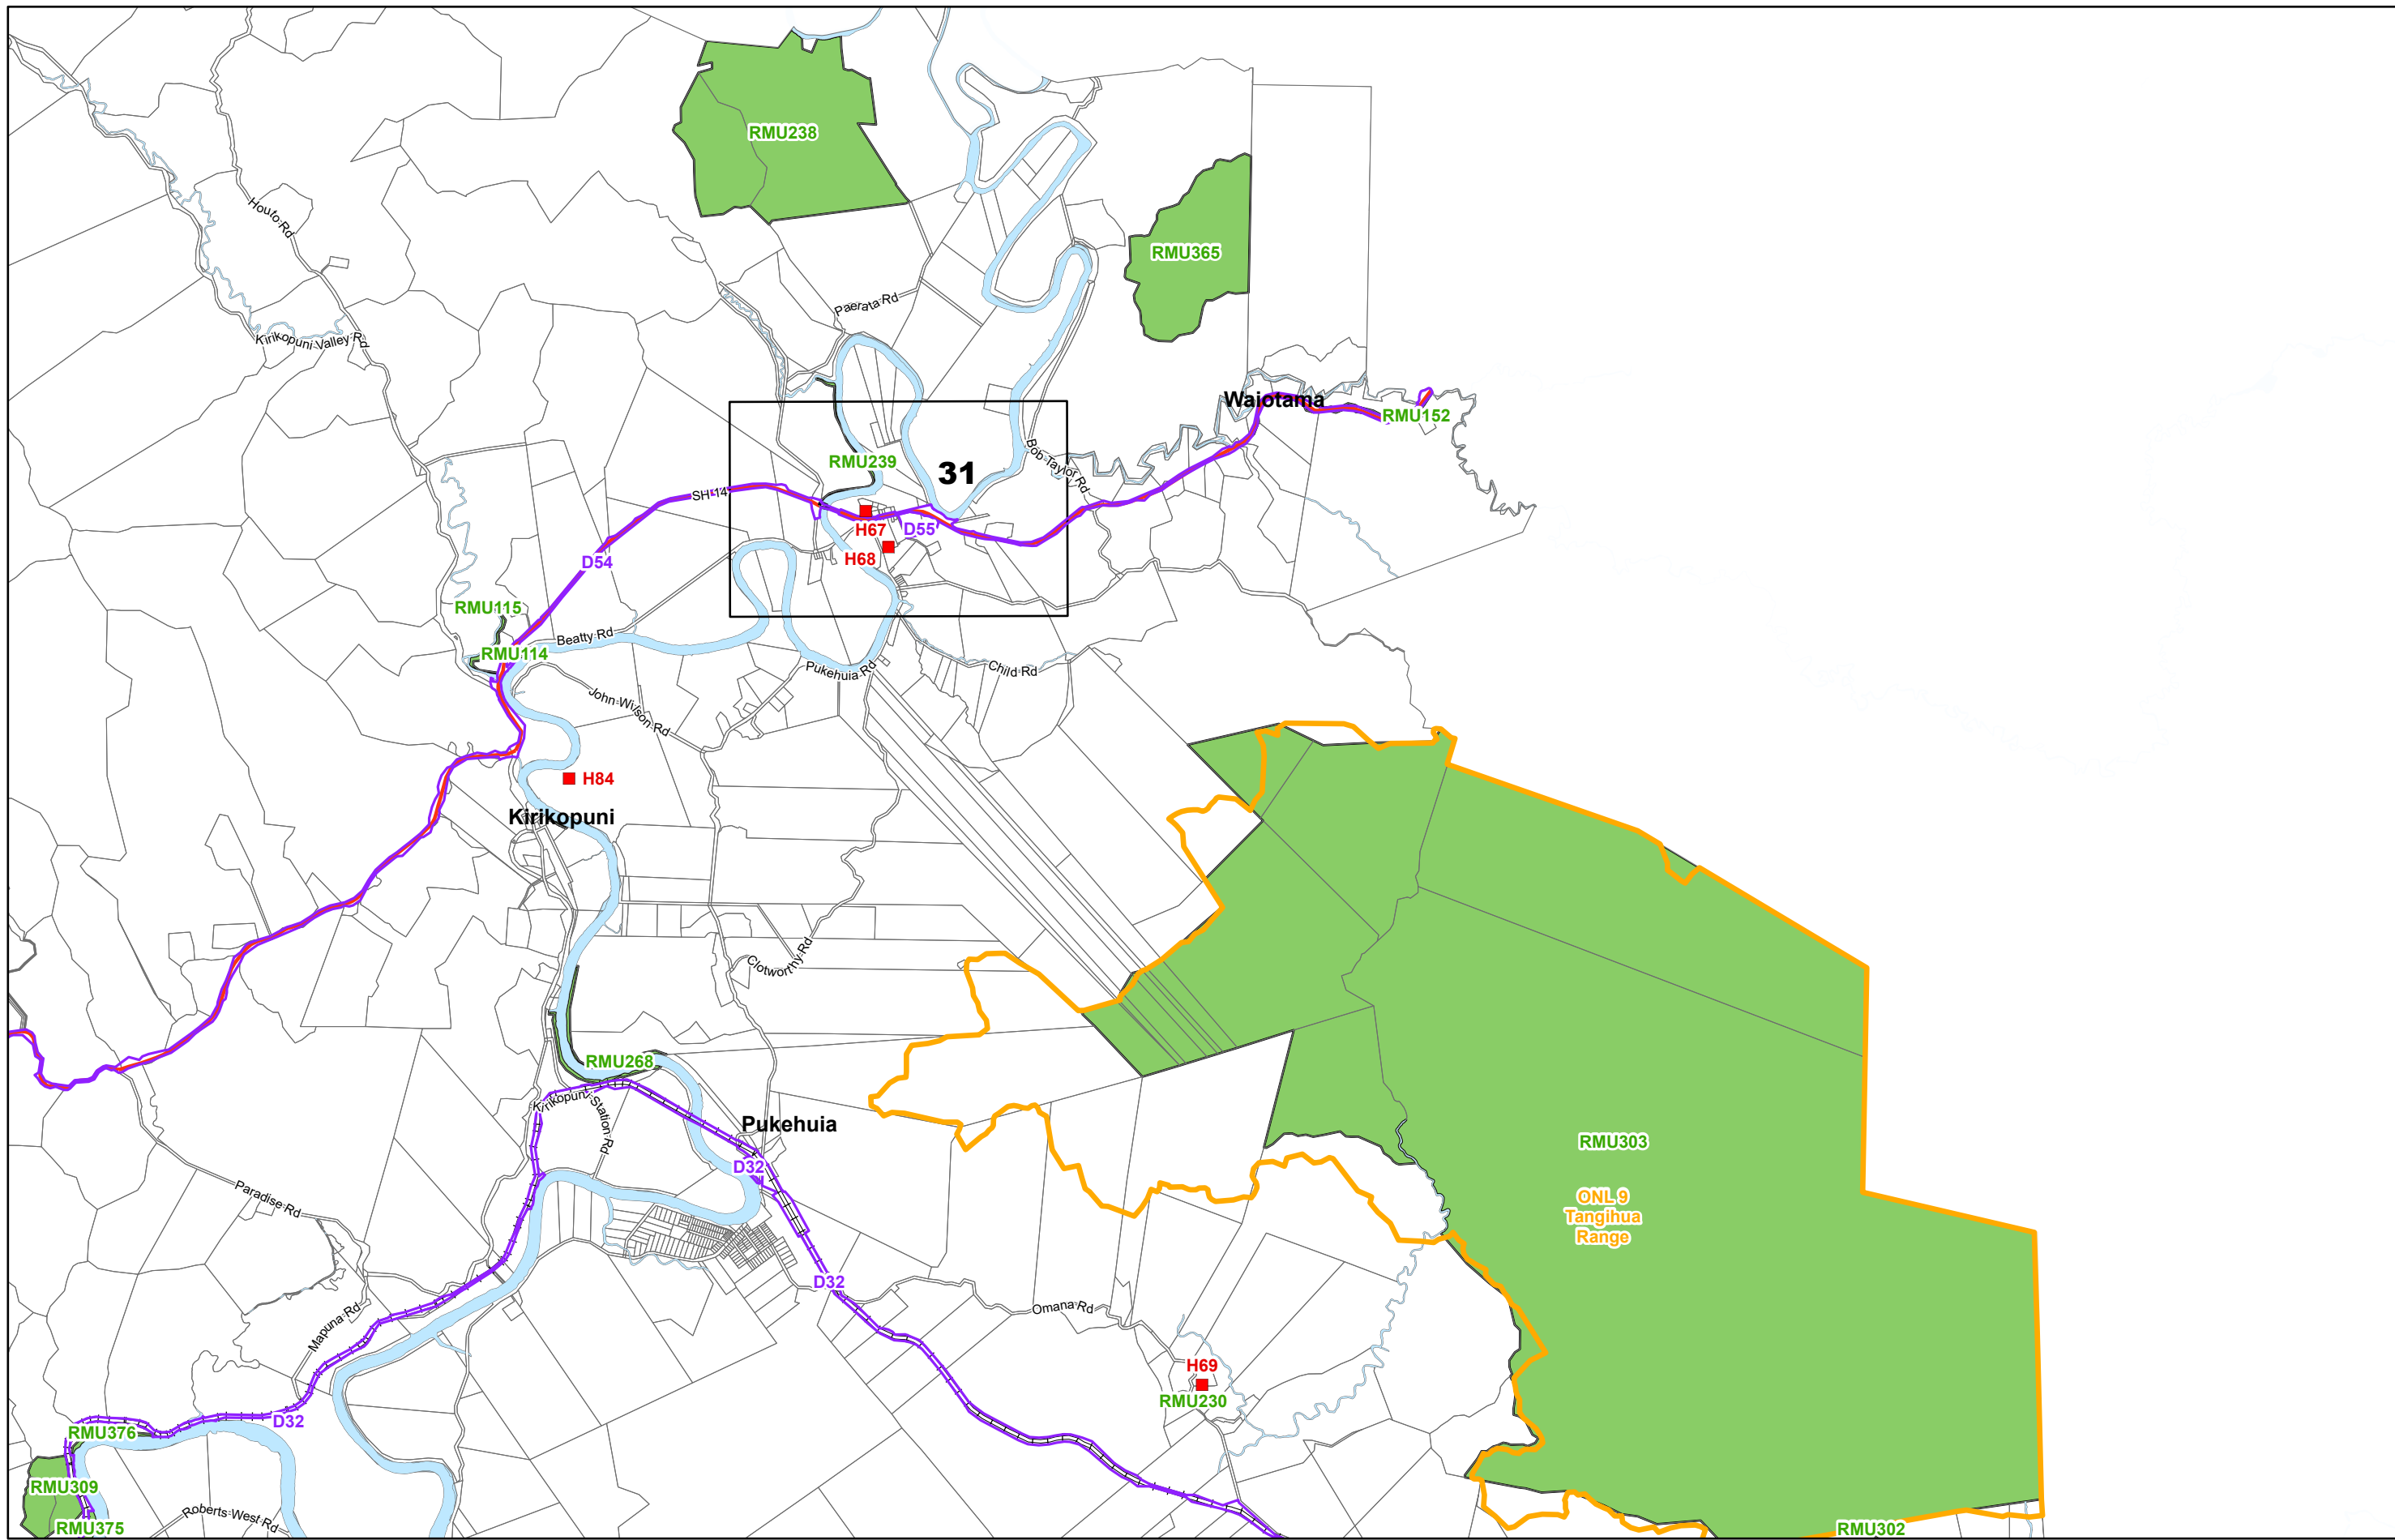 RMU238
Houto Rd
RMU365
Paerata Rd
Kirikopuni Valley Rd
Waiotama
RMU152
RMU239
31
Bob Taylor Rd
SH 14
H67
D55
H68
D54
RMU115
Beatty Rd
RMU114
Pukehuia Rd
Child Rd
John Wilson Rd
H84
Kirikopuni
Clotworthy Rd
RMU268
Kirikopuni Station Rd
Pukehuia
RMU303
D32
Paradise Rd
ONL 9
Tangihua
Range
D32
Omana Rd
Mapuna Rd
H69
RMU230
D32
RMU376
RMU309
Roberts West Rd
RMU375
RMU302